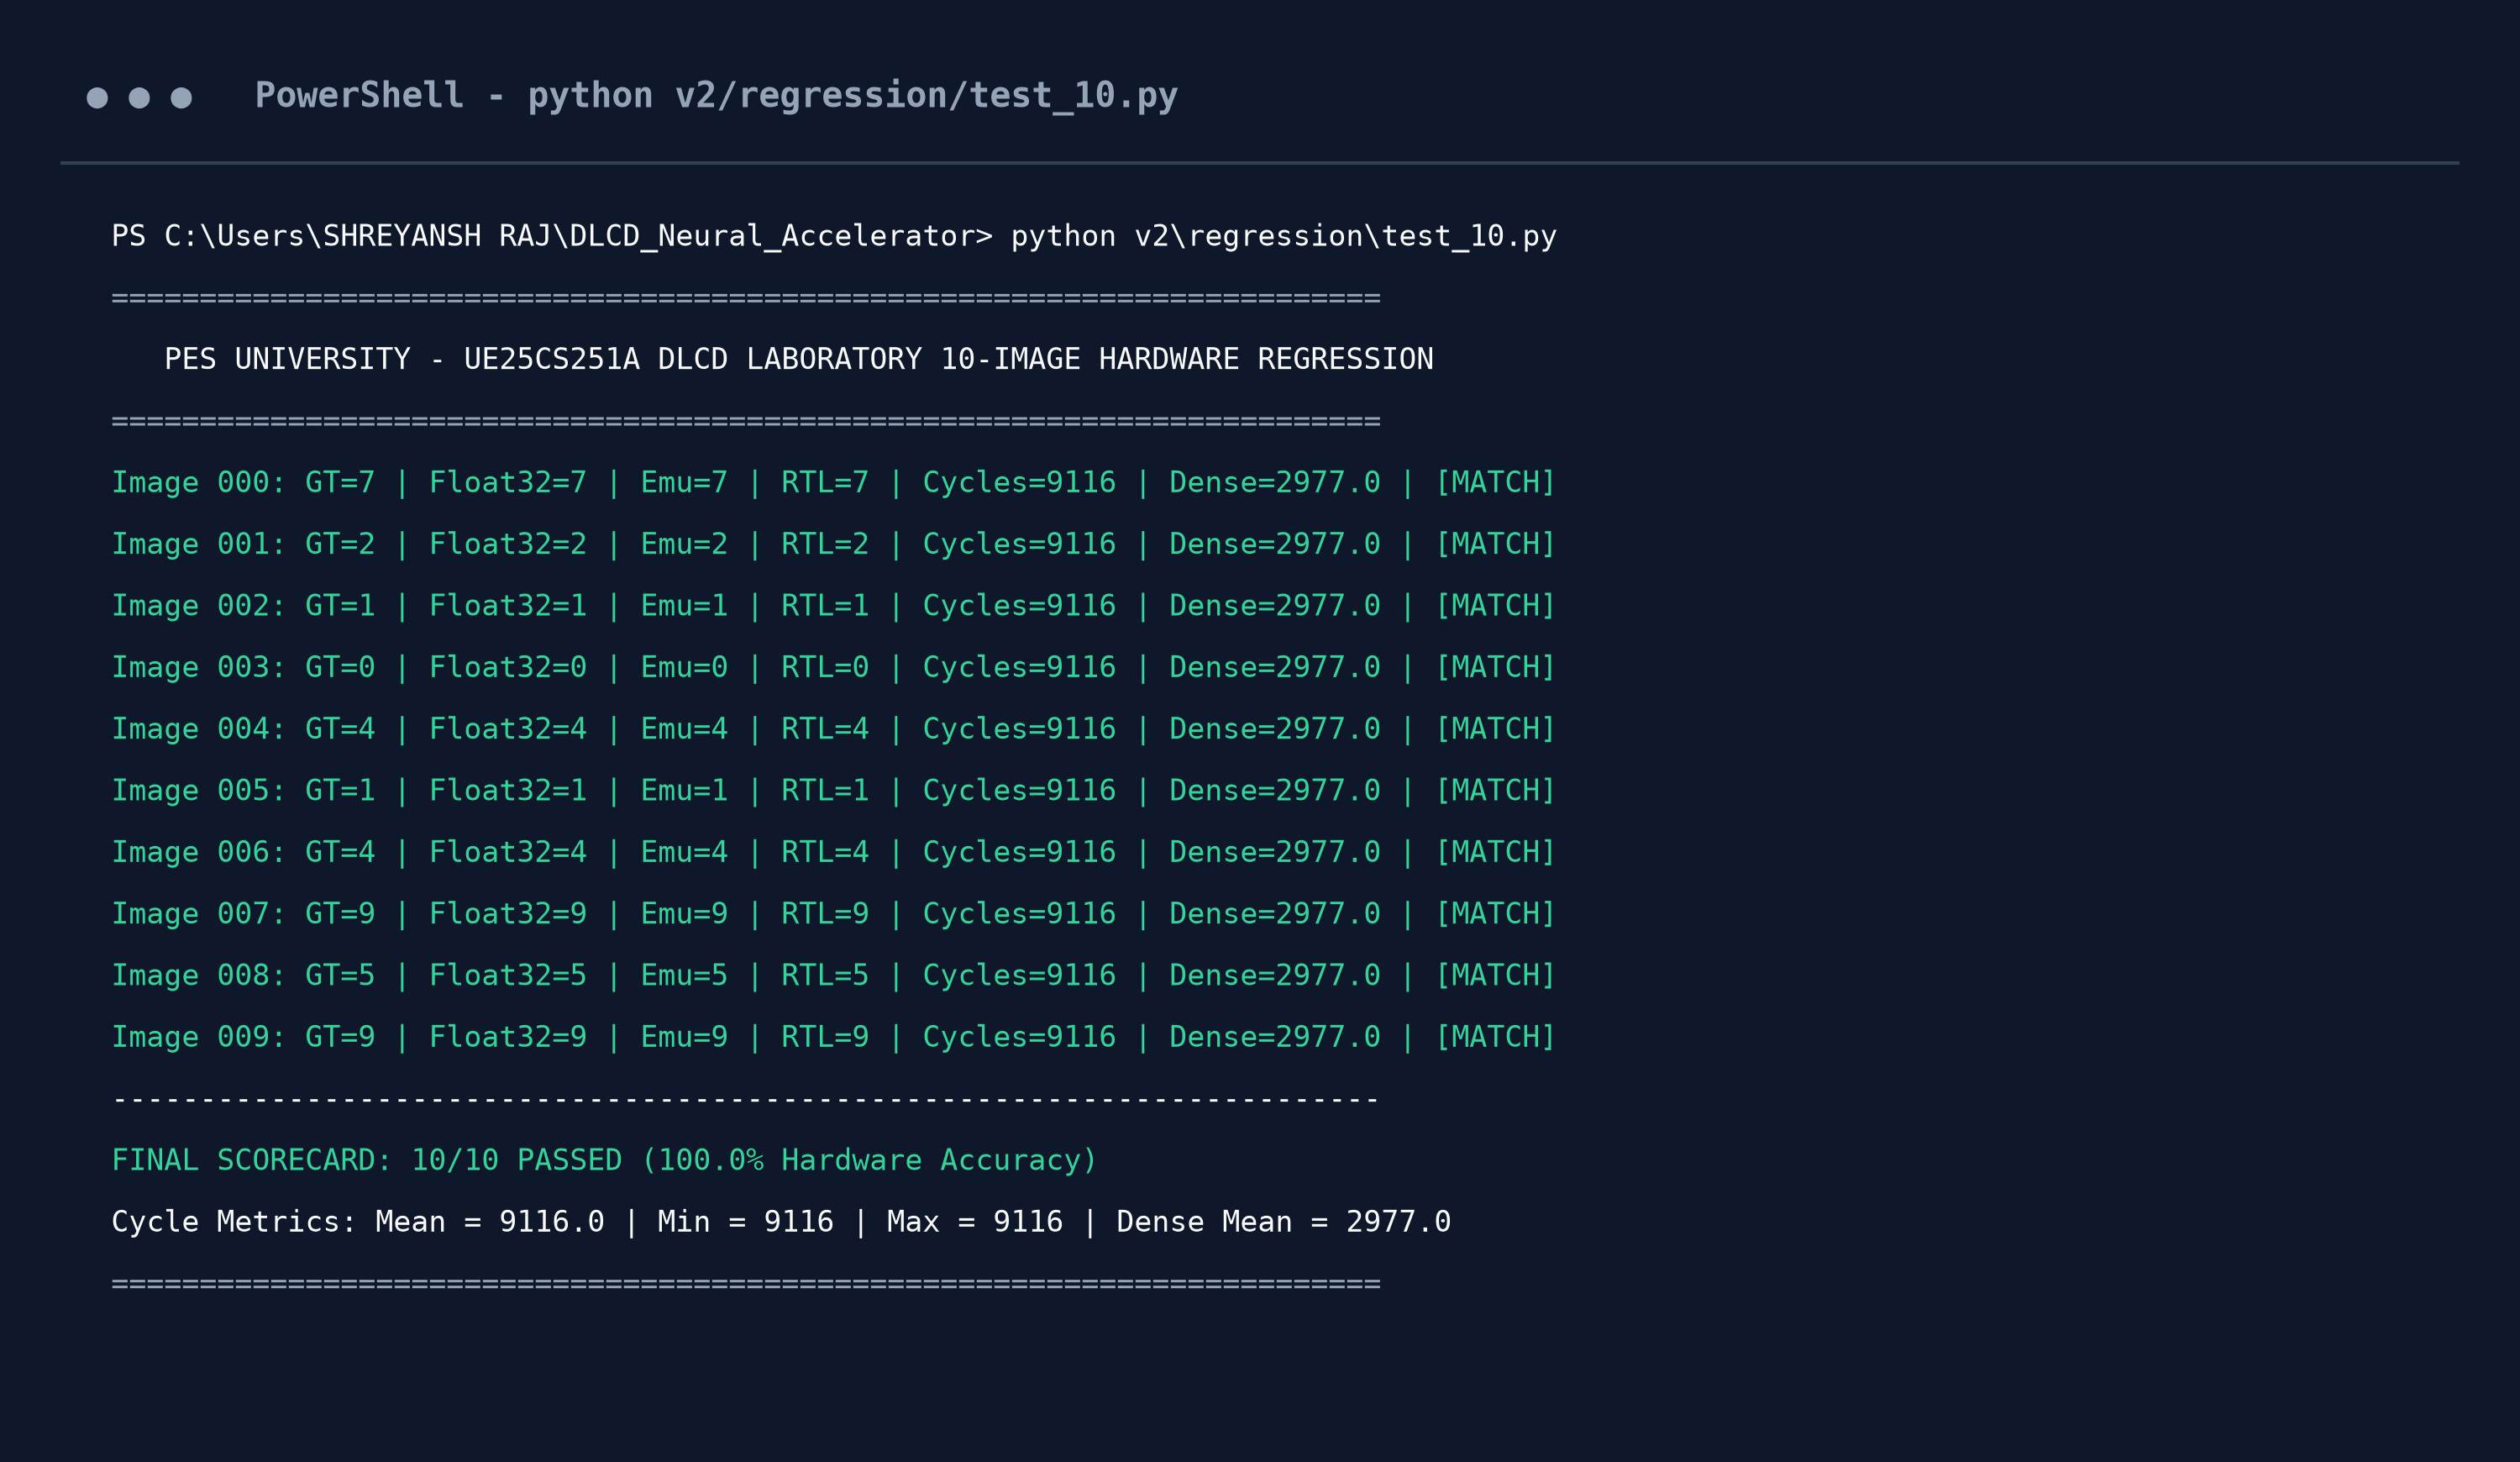 PowerShell - python v2/regression/test_10.py
PS C:\Users\SHREYANSH RAJ\DLCD_Neural_Accelerator> python v2\regression\test_10.py
========================================================================
PES UNIVERSITY - UE25CS251A DLCD LABORATORY 10-IMAGE HARDWARE REGRESSION
========================================================================
Image 000: GT=7 | Float32=7 | Emu=7 | RTL=7 | Cycles=9116 | Dense=2977.0 | [MATCH]
Image 001: GT=2 | Float32=2 | Emu=2 | RTL=2 | Cycles=9116 | Dense=2977.0 | [MATCH]
Image 002: GT=1 | Float32=1 | Emu=1 | RTL=1 | Cycles=9116 | Dense=2977.0 | [MATCH]
Image 003: GT=0 | Float32=0 | Emu=0 | RTL=0 | Cycles=9116 | Dense=2977.0 | [MATCH]
Image 004: GT=4 | Float32=4 | Emu=4 | RTL=4 | Cycles=9116 | Dense=2977.0 | [MATCH]
Image 005: GT=1 | Float32=1 | Emu=1 | RTL=1 | Cycles=9116 | Dense=2977.0 | [MATCH]
Image 006: GT=4 | Float32=4 | Emu=4 | RTL=4 | Cycles=9116 | Dense=2977.0 | [MATCH]
Image 007: GT=9 | Float32=9 | Emu=9 | RTL=9 | Cycles=9116 | Dense=2977.0 | [MATCH]
Image 008: GT=5 | Float32=5 | Emu=5 | RTL=5 | Cycles=9116 | Dense=2977.0 | [MATCH]
Image 009: GT=9 | Float32=9 | Emu=9 | RTL=9 | Cycles=9116 | Dense=2977.0 | [MATCH]
------------------------------------------------------------------------
FINAL SCORECARD: 10/10 PASSED (100.0% Hardware Accuracy)
Cycle Metrics: Mean = 9116.0 | Min = 9116 | Max = 9116 | Dense Mean = 2977.0
========================================================================